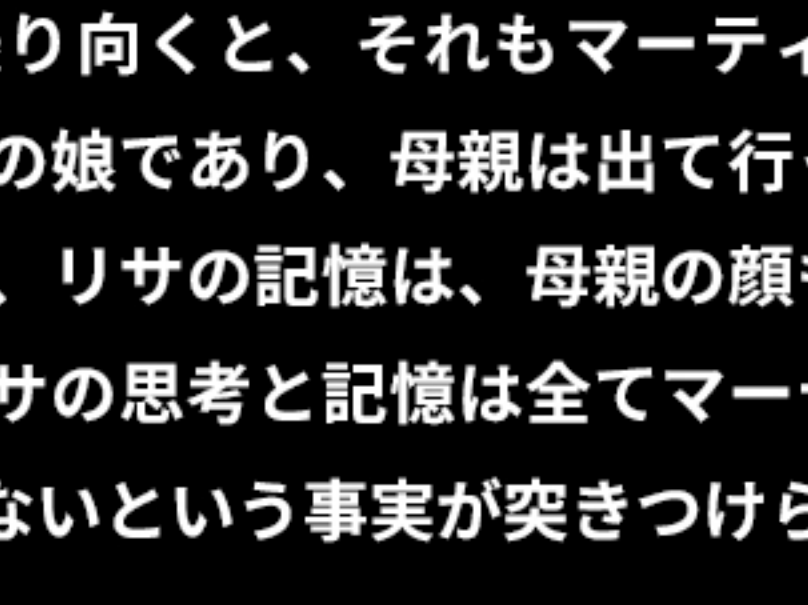 り向くと、それもマーティ
の娘であり、母親は出て行
、リサの記憶は、母親の顔
サの思考と記憶は全てマー
ないという事実が突きつけら